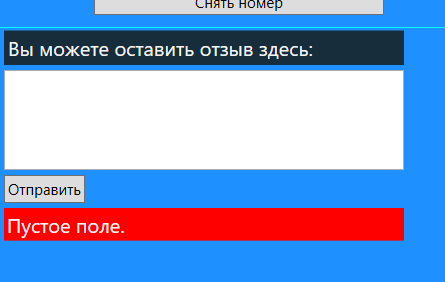 Снять номер
Вы можете оставить отзыв здесь:
Отправить
Пустое поле.